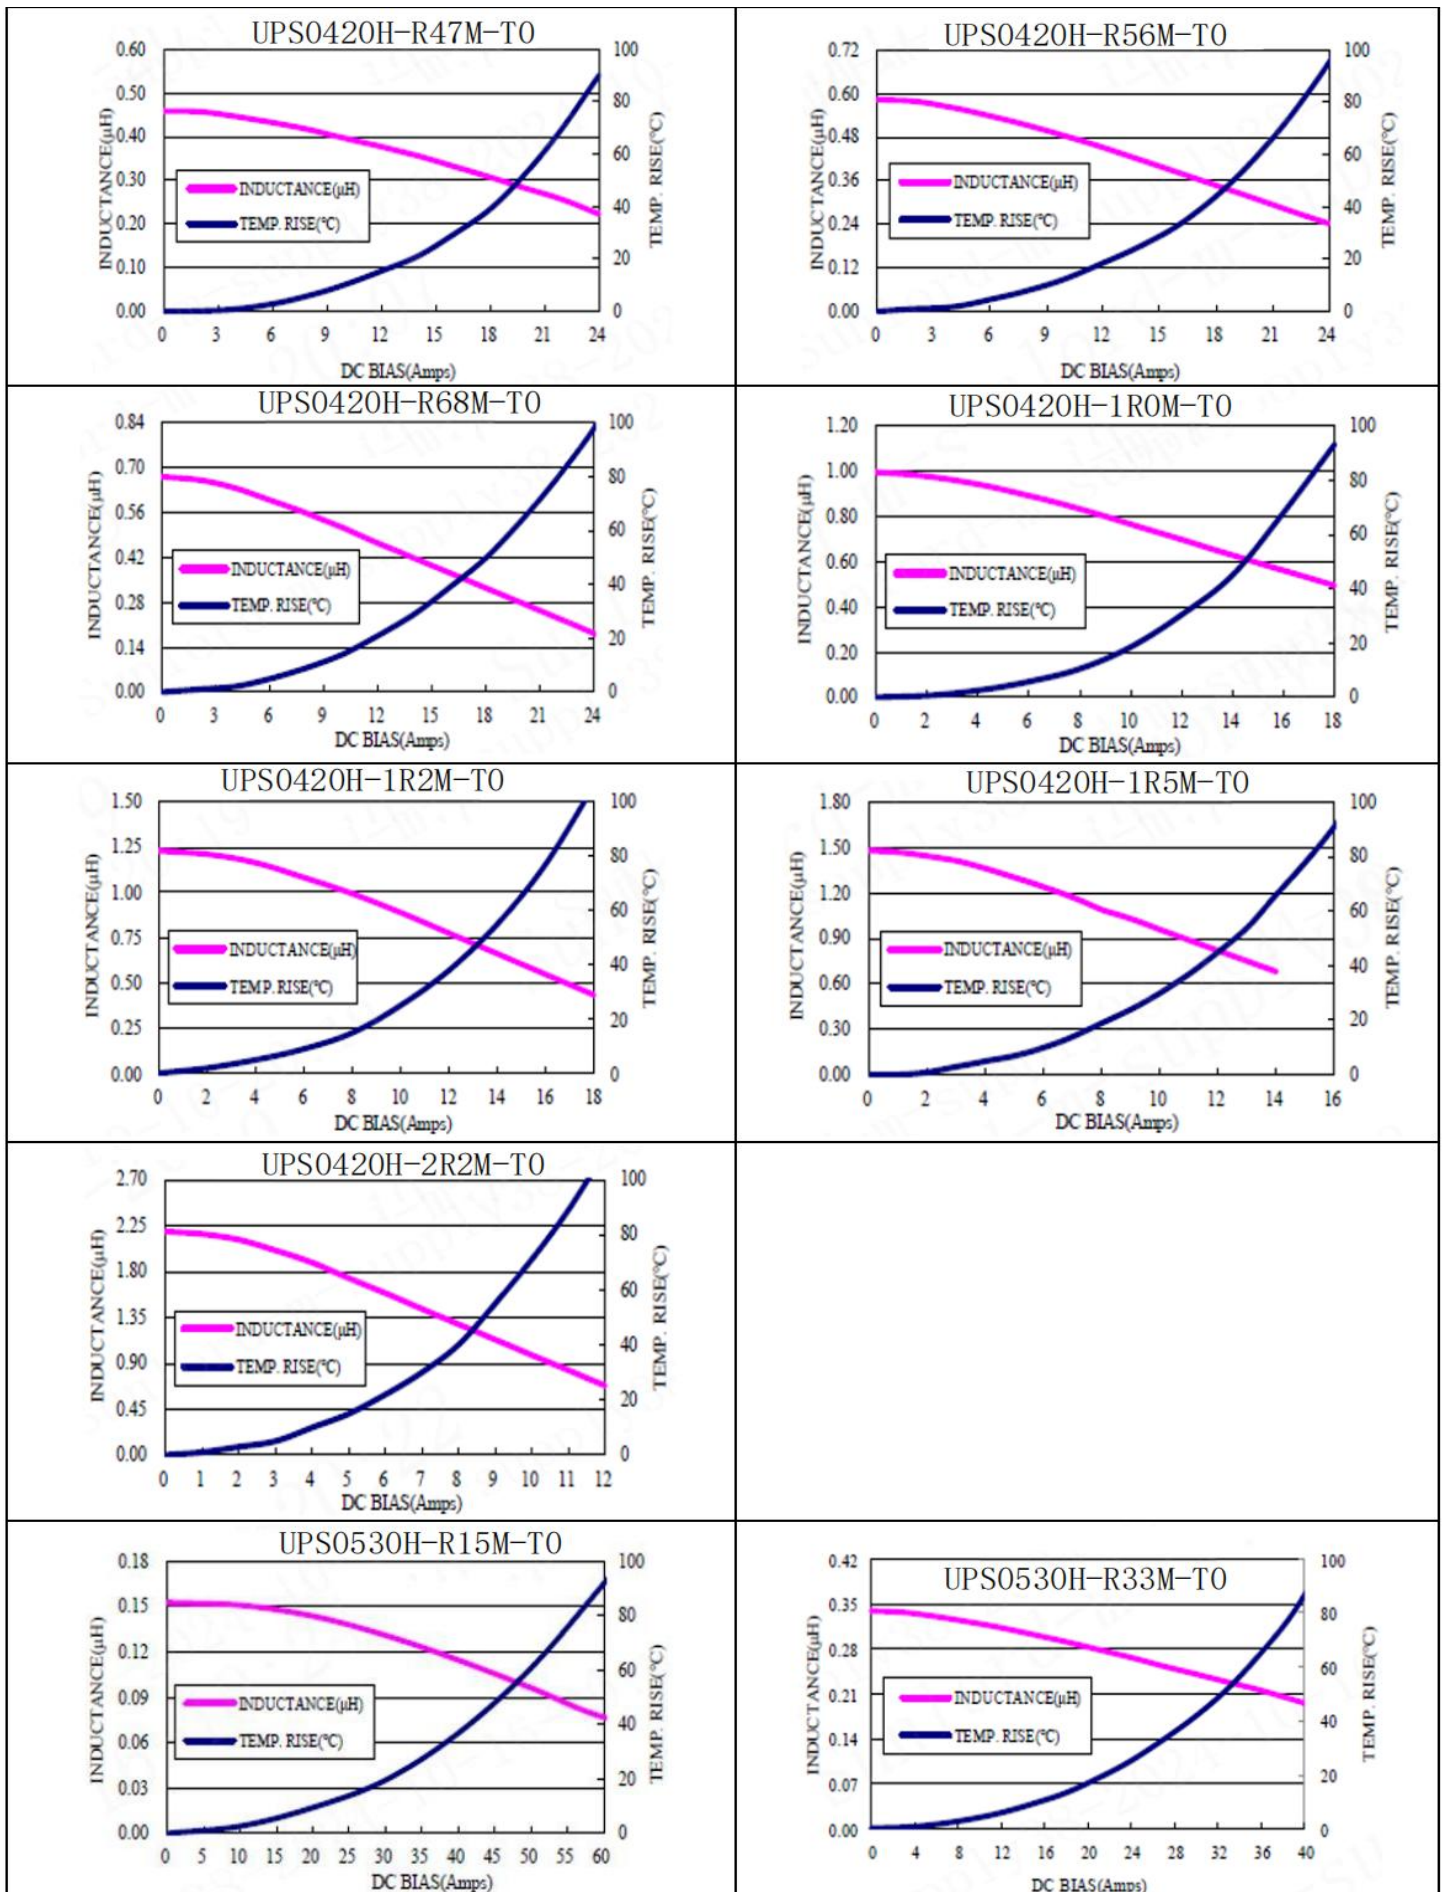 UPS0420H-R47M-T0
0.60
0.50
0.40
0.30
0.20
0.10
0.00
100
80
60
40
20
0
INDUCTANCE(μH)
TEMP. RISE(℃)
INDUCTANCE(μH)
TEMP. RISE(℃)
0 3 6 9 12 15 18 21 24
DC BIAS(Amps)
UPS0420H-R56M-T0
0.72
0.60
0.48
0.36
0.24
0.12
0.00
100
80
60
40
20
0
INDUCTANCE(μH)
TEMP. RISE(℃)
INDUCTANCE(μH)
TEMP. RISE(℃)
0 3 6 9 12 15 18 21 24
DC BIAS(Amps)
UPS0420H-R68M-T0
0.84
0.70
0.56
0.42
0.28
0.14
0.00
100
80
60
40
20
0
INDUCTANCE(μH)
TEMP. RISE(℃)
INDUCTANCE(μH)
TEMP. RISE(℃)
0 3 6 9 12 15 18 21 24
DC BIAS(Amps)
UPS0420H-1R0M-T0
1.20
1.00
0.80
0.60
0.40
0.20
0.00
100
80
60
40
20
0
INDUCTANCE(μH)
TEMP. RISE(℃)
INDUCTANCE(μH)
TEMP. RISE(℃)
0 2 4 6 8 10 12 14 16 18
DC BIAS(Amps)
UPS0420H-1R2M-T0
1.50
1.25
1.00
0.75
0.50
0.25
0.00
100
80
60
40
20
0
INDUCTANCE(μH)
TEMP. RISE(℃)
INDUCTANCE(μH)
TEMP. RISE(℃)
0 2 4 6 8 10 12 14 16 18
DC BIAS(Amps)
UPS0420H-1R5M-T0
1.80
1.50
1.20
0.90
0.60
0.30
0.00
100
80
60
40
20
0
INDUCTANCE(μH)
TEMP. RISE(℃)
INDUCTANCE(μH)
TEMP. RISE(℃)
0 2 4 6 8 10 12 14 16
DC BIAS(Amps)
UPS0420H-2R2M-T0
2.70
2.25
1.80
1.35
0.90
0.45
0.00
100
80
60
40
20
0
INDUCTANCE(μH)
TEMP. RISE(℃)
INDUCTANCE(μH)
TEMP. RISE(℃)
0 1 2 3 4 5 6 7 8 9 10 11 12
DC BIAS(Amps)
UPS0530H-R15M-T0
0.18
0.15
0.12
0.09
0.06
0.03
0.00
100
80
60
40
20
0
INDUCTANCE(μH)
TEMP. RISE(℃)
INDUCTANCE(μH)
TEMP. RISE(℃)
0 5 10 15 20 25 30 35 40 45 50 55 60
DC BIAS(Amps)
UPS0530H-R33M-T0
0.42
0.35
0.28
0.21
0.14
0.07
0.00
100
80
60
40
20
0
INDUCTANCE(μH)
TEMP. RISE(℃)
INDUCTANCE(μH)
TEMP. RISE(℃)
0 4 8 12 16 20 24 28 32 36 40
DC BIAS(Amps)